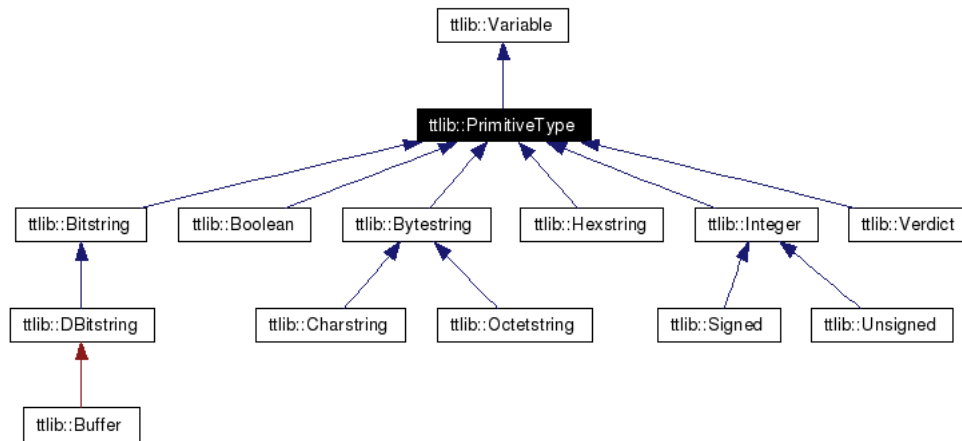 ttlib::Variable
ttlib::PrimitiveType
ttlib::Bitstring
ttlib::Boolean
ttlib::Bytestring
ttlib::Hexstring
ttlib::Integer
ttlib::Verdict
ttlib::DBitstring
ttlib::Charstring
ttlib::Octetstring
ttlib::Signed
ttlib::Unsigned
ttlib::Buffer